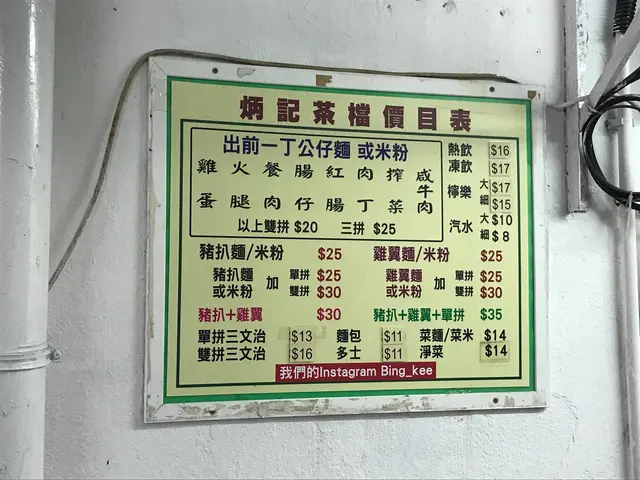 炳記茶檔價目表
出前一丁公仔麵 或米粉
雞蛋 火腿 餐肉 腸仔 紅腸 肉丁 搾菜 咸牛肉
以上雙拼 $20 三拼 $25
熱飲 $16
凍飲 $17
檸樂 大 $17
細 $15
汽水 大 $10
細 $8
豬扒麵/米粉 $25 雞翼麵/米粉 $25
豬扒麵或米粉 加 單拼 $25 雙拼 $30
雞翼麵或米粉 加 單拼 $25 雙拼 $30
豬扒+雞翼 $30 豬扒+雞翼+單拼 $35
單拼三文治 $13 麵包 $11 菜麵/菜米 $14
雙拼三文治 $16 多士 $11 淨菜 $14
我們的Instagram Bing_kee